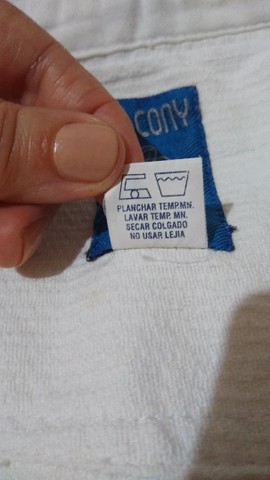 CONY
PLANCHAR TEMP.MN.
LAVAR TEMP. MN.
SECAR COLGADO
NO USAR LEJIA